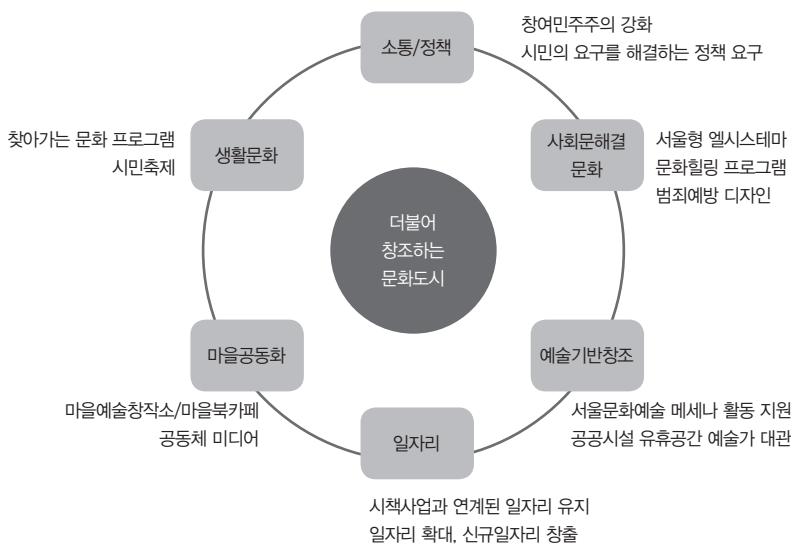 소통/정책
창여민주주의 강화
시민의 요구를 해결하는 정책 요구
찾아가는 문화 프로그램
시민축제
생활문화
사회문해결
문화
서울형 엘시스테마
문화힐링 프로그램
범죄예방 디자인
더불어
창조하는
문화도시
마을공동화
마을예술창작소/마을북카페
공동체 미디어
예술기반창조
서울문화예술 메세나 활동 지원
공공시설 유휴공간 예술가 대관
일자리
시책사업과 연계된 일자리 유지
일자리 확대, 신규일자리 창출